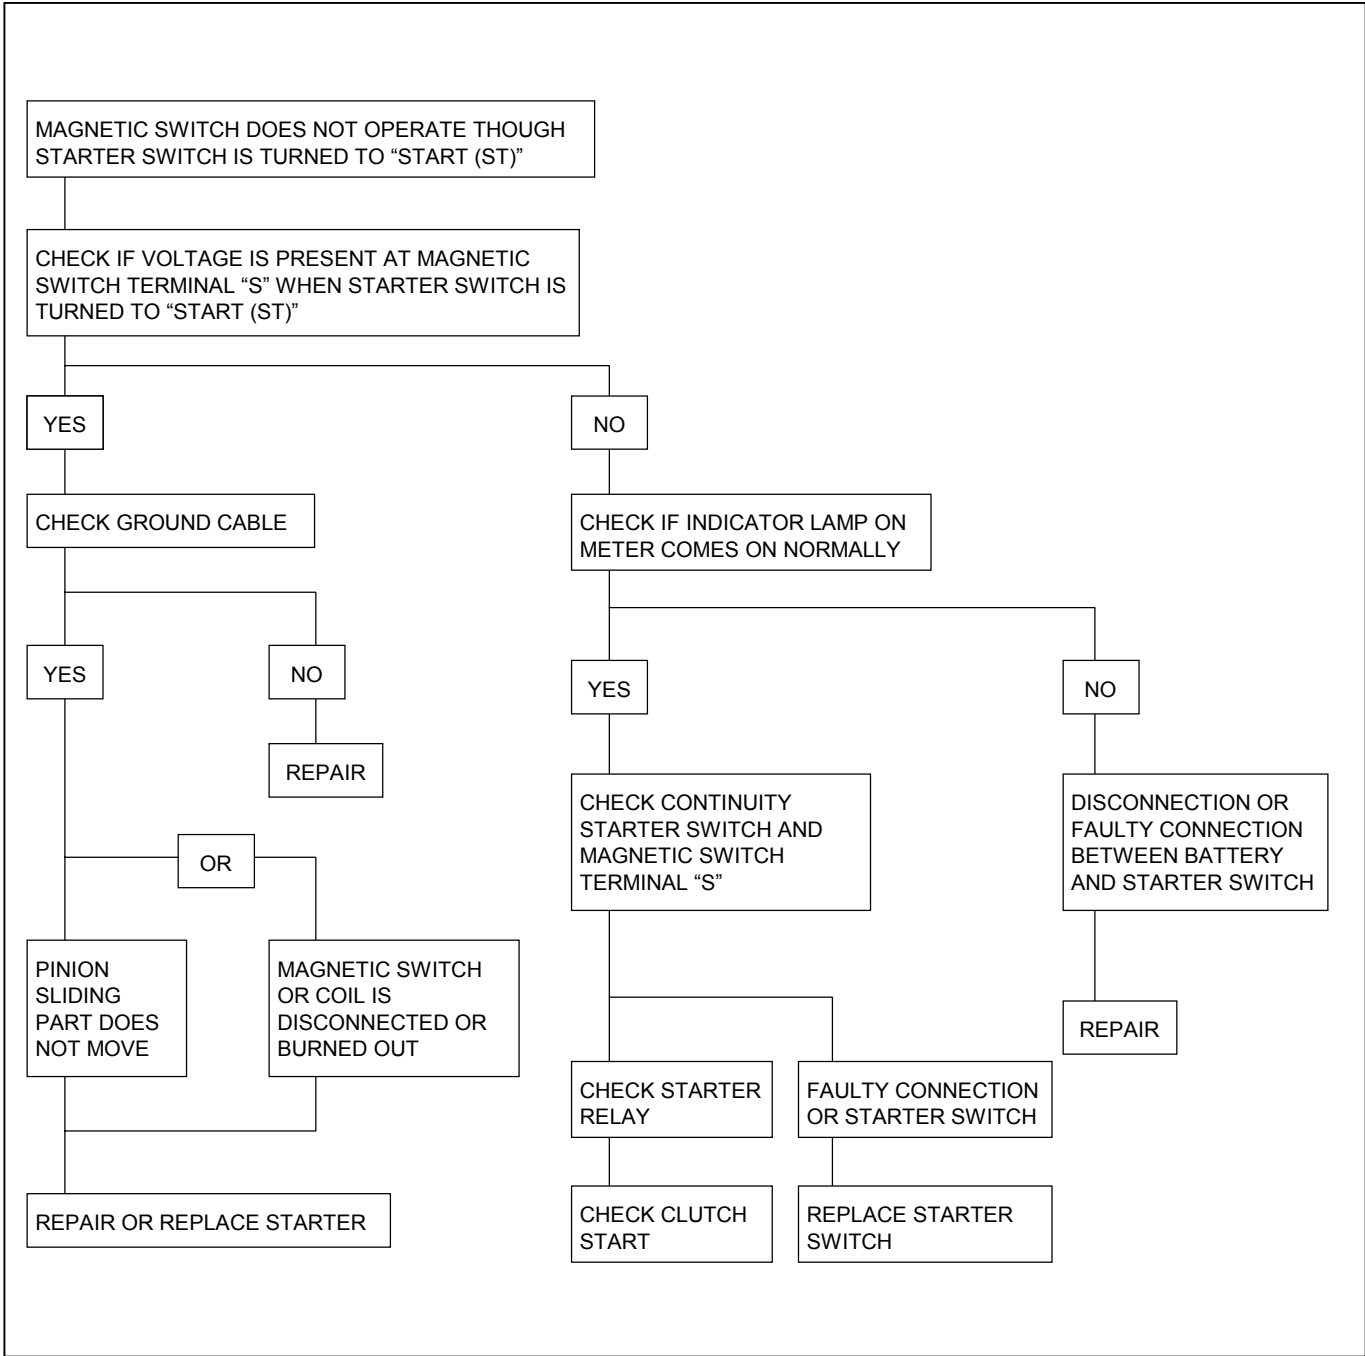 MAGNETIC SWITCH DOES NOT OPERATE THOUGH
STARTER SWITCH IS TURNED TO “START (ST)”
CHECK IF VOLTAGE IS PRESENT AT MAGNETIC
SWITCH TERMINAL “S” WHEN STARTER SWITCH IS
TURNED TO “START (ST)”
YES
NO
CHECK GROUND CABLE
CHECK IF INDICATOR LAMP ON
METER COMES ON NORMALLY
YES
NO
YES
NO
REPAIR
CHECK CONTINUITY
STARTER SWITCH AND
MAGNETIC SWITCH
TERMINAL “S”
DISCONNECTION OR
FAULTY CONNECTION
BETWEEN BATTERY
AND STARTER SWITCH
OR
PINION
SLIDING
PART DOES
NOT MOVE
MAGNETIC SWITCH
OR COIL IS
DISCONNECTED OR
BURNED OUT
REPAIR
CHECK STARTER
RELAY
FAULTY CONNECTION
OR STARTER SWITCH
REPAIR OR REPLACE STARTER
CHECK CLUTCH
START
REPLACE STARTER
SWITCH